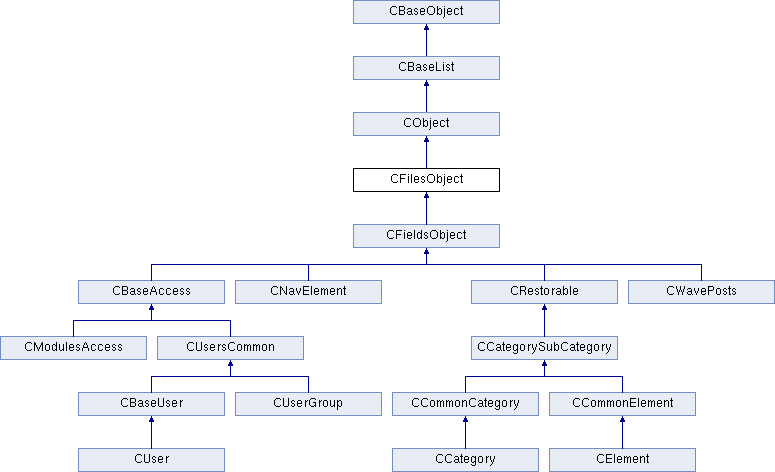 CBaseObject
CBaseList
CObject
CFilesObject
CFieldsObject
CBaseAccess
CNavElement
CRestorable
CWavePosts
CModulesAccess
CUsersCommon
CCategorySubCategory
CBaseUser
CUserGroup
CCommonCategory
CCommonElement
CUser
CCategory
CElement